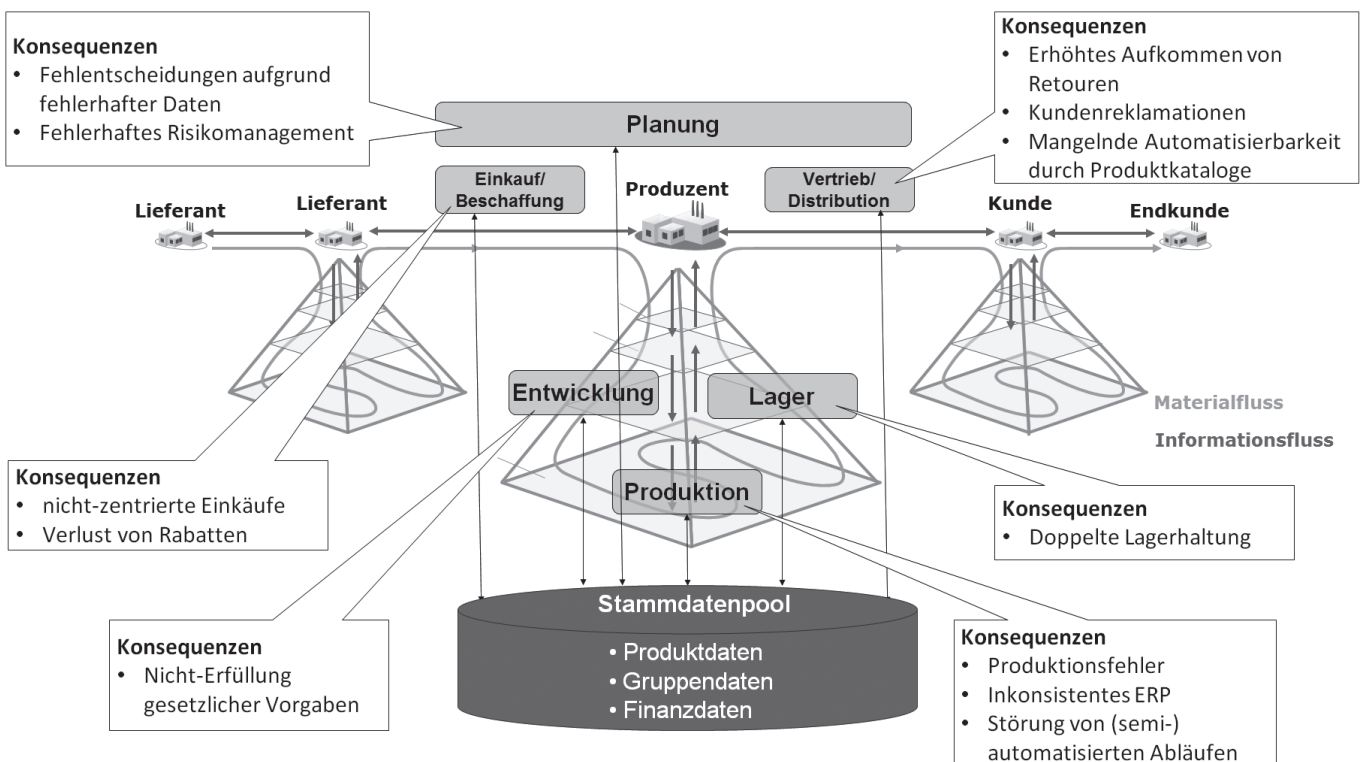 Konsequenzen
• Fehlentscheidungen aufgrund
fehlerhafter Daten
• Fehlerhaftes Risikomanagement
Konsequenzen
• Erhöhtes Aufkommen von
Retouren
• Kundenreklamationen
• Mangelnde Automatisierbarkeit
durch Produktkataloge
Planung
Einkauf/
Beschaffung
Vertrieb/
Distribution
Lieferant
Lieferant
Produzent
Kunde
Endkunde
Entwicklung
Lager
Produktion
Materialfluss
Informationsfluss
Konsequenzen
• nicht-zentrierte Einkäufe
• Verlust von Rabatten
Konsequenzen
• Doppelte Lagerhaltung
Konsequenzen
• Nicht-Erfüllung
gesetzlicher Vorgaben
Stammdatenpool
• Produktdaten
• Gruppendaten
• Finanzdaten
Konsequenzen
• Produktionsfehler
• Inkonsistentes ERP
• Störung von (semi-)
automatisierten Abläufen